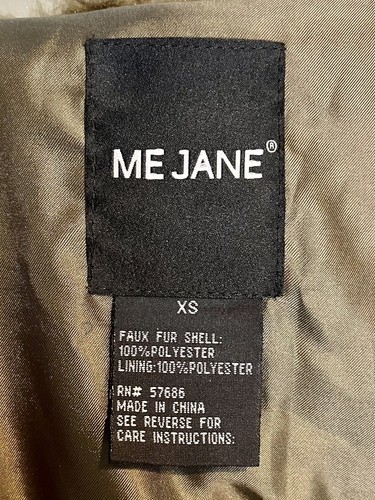 ME JANE®
XS
FAUX FUR SHELL:
100%POLYESTER
LINING:100%POLYESTER
RN# 57686
MADE IN CHINA
SEE REVERSE FOR
CARE INSTRUCTIONS: